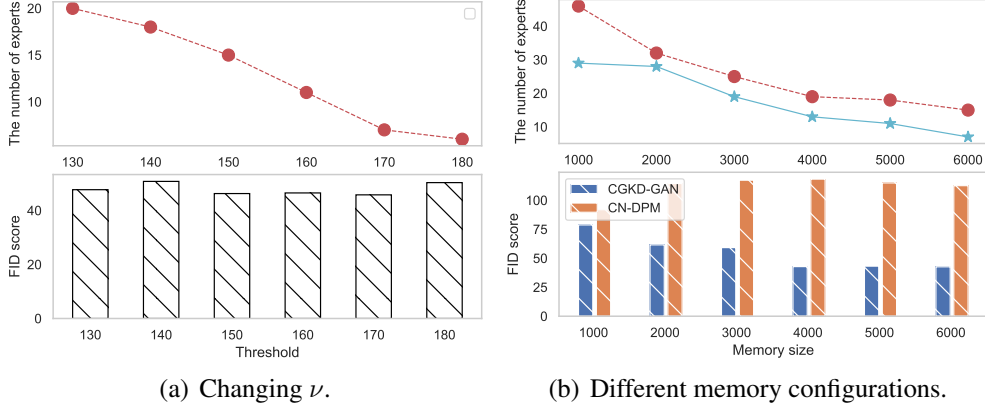 The number of experts
20
15
10
130 140 150 160 170 180
FID score
40
20
0
130 140 150 160 170 180
Threshold
(a) Changing ν.
The number of experts
40
30
20
10
1000 2000 3000 4000 5000 6000
FID score
100
75
50
25
0
CGKD-GAN
CN-DPM
1000 2000 3000 4000 5000 6000
Memory size
(b) Different memory configurations.